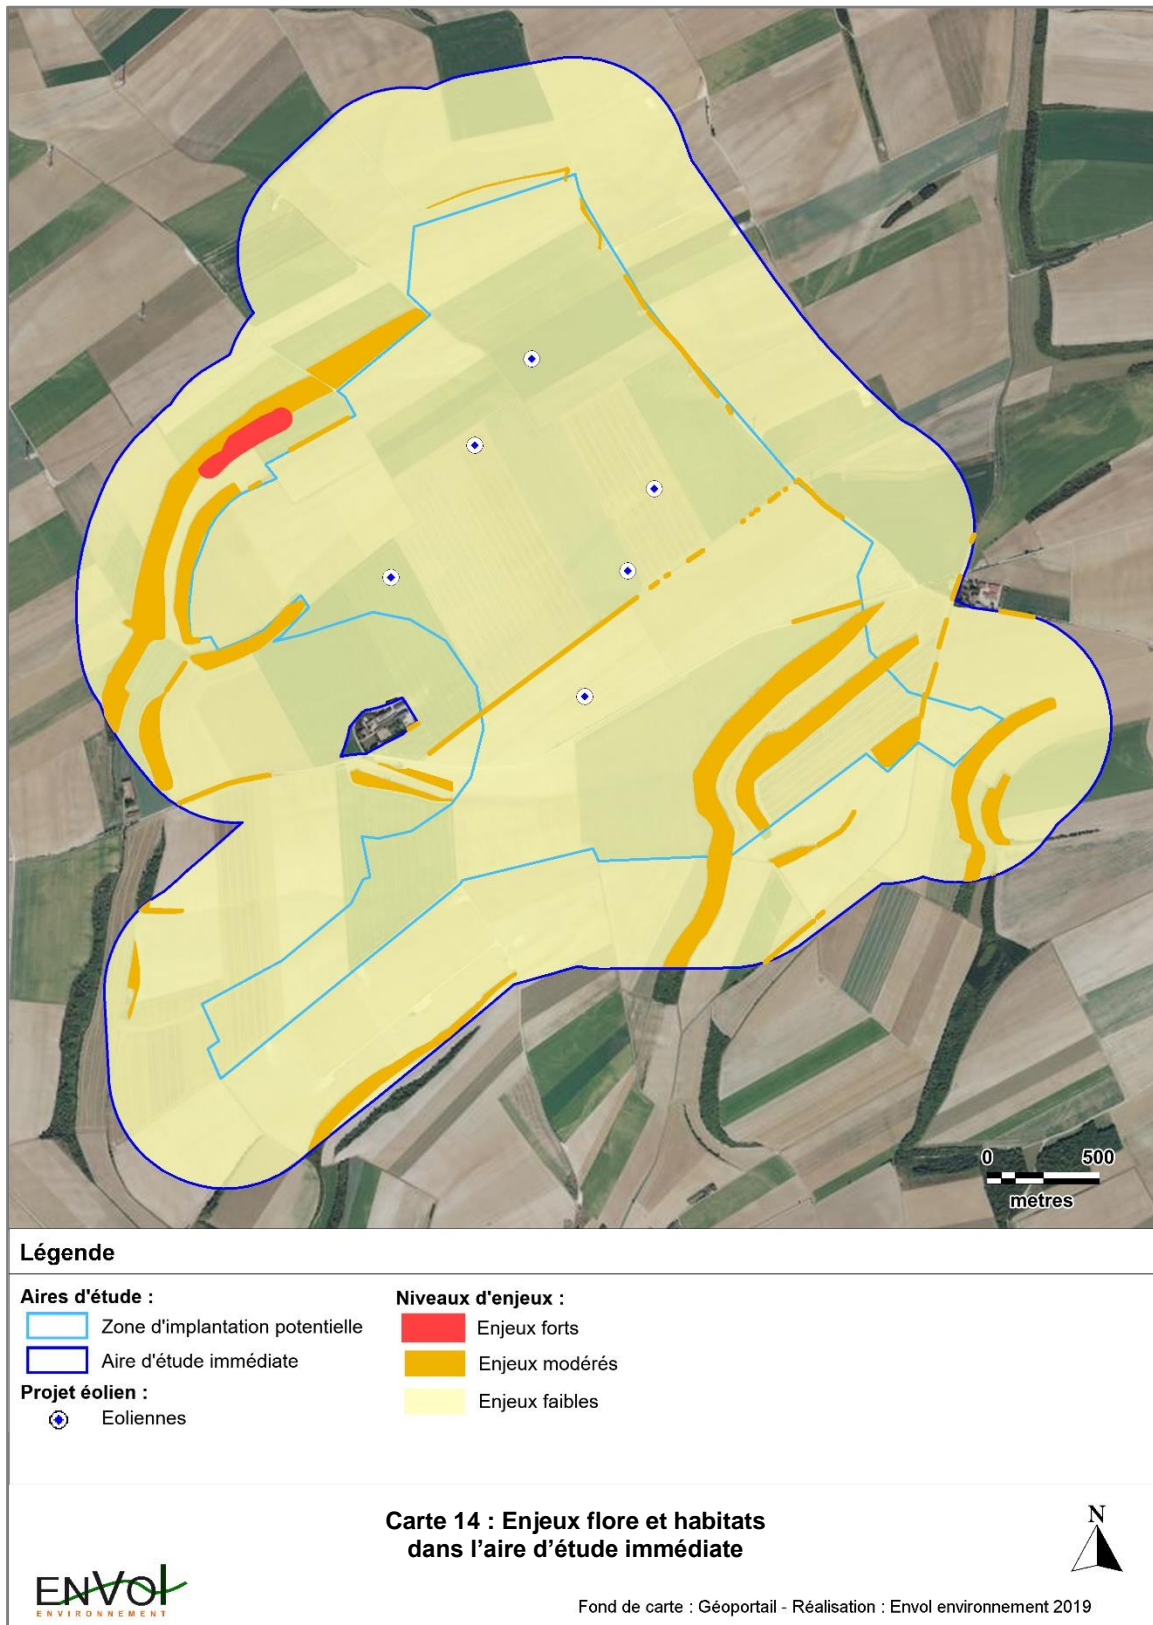 0 500
metres
Légende
Aires d'étude :
Zone d'implantation potentielle
Aire d'étude immédiate
Projet éolien :
Eoliennes
Niveaux d'enjeux :
Enjeux forts
Enjeux modérés
Enjeux faibles
Carte 14 : Enjeux flore et habitats
dans l'aire d'étude immédiate
N
EnVol
ENVIRONNEMENT
Fond de carte : Géoportail - Réalisation : Envol environnement 2019